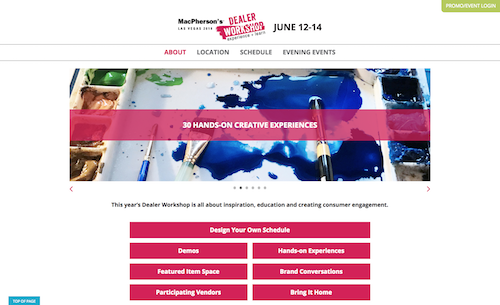 PROMO/EVENT LOGIN
MacPherson's
LAS VEGAS 2018
DEALER
WORKSHOP
experience + learn
JUNE 12-14
ABOUT LOCATION SCHEDULE EVENING EVENTS
30 HANDS-ON CREATIVE EXPERIENCES
This year's Dealer Workshop is all about inspiration, education and creating consumer engagement.
Design Your Own Schedule
Demos Hands-on Experiences
Featured Item Space Brand Conversations
Participating Vendors Bring It Home
TOP OF PAGE